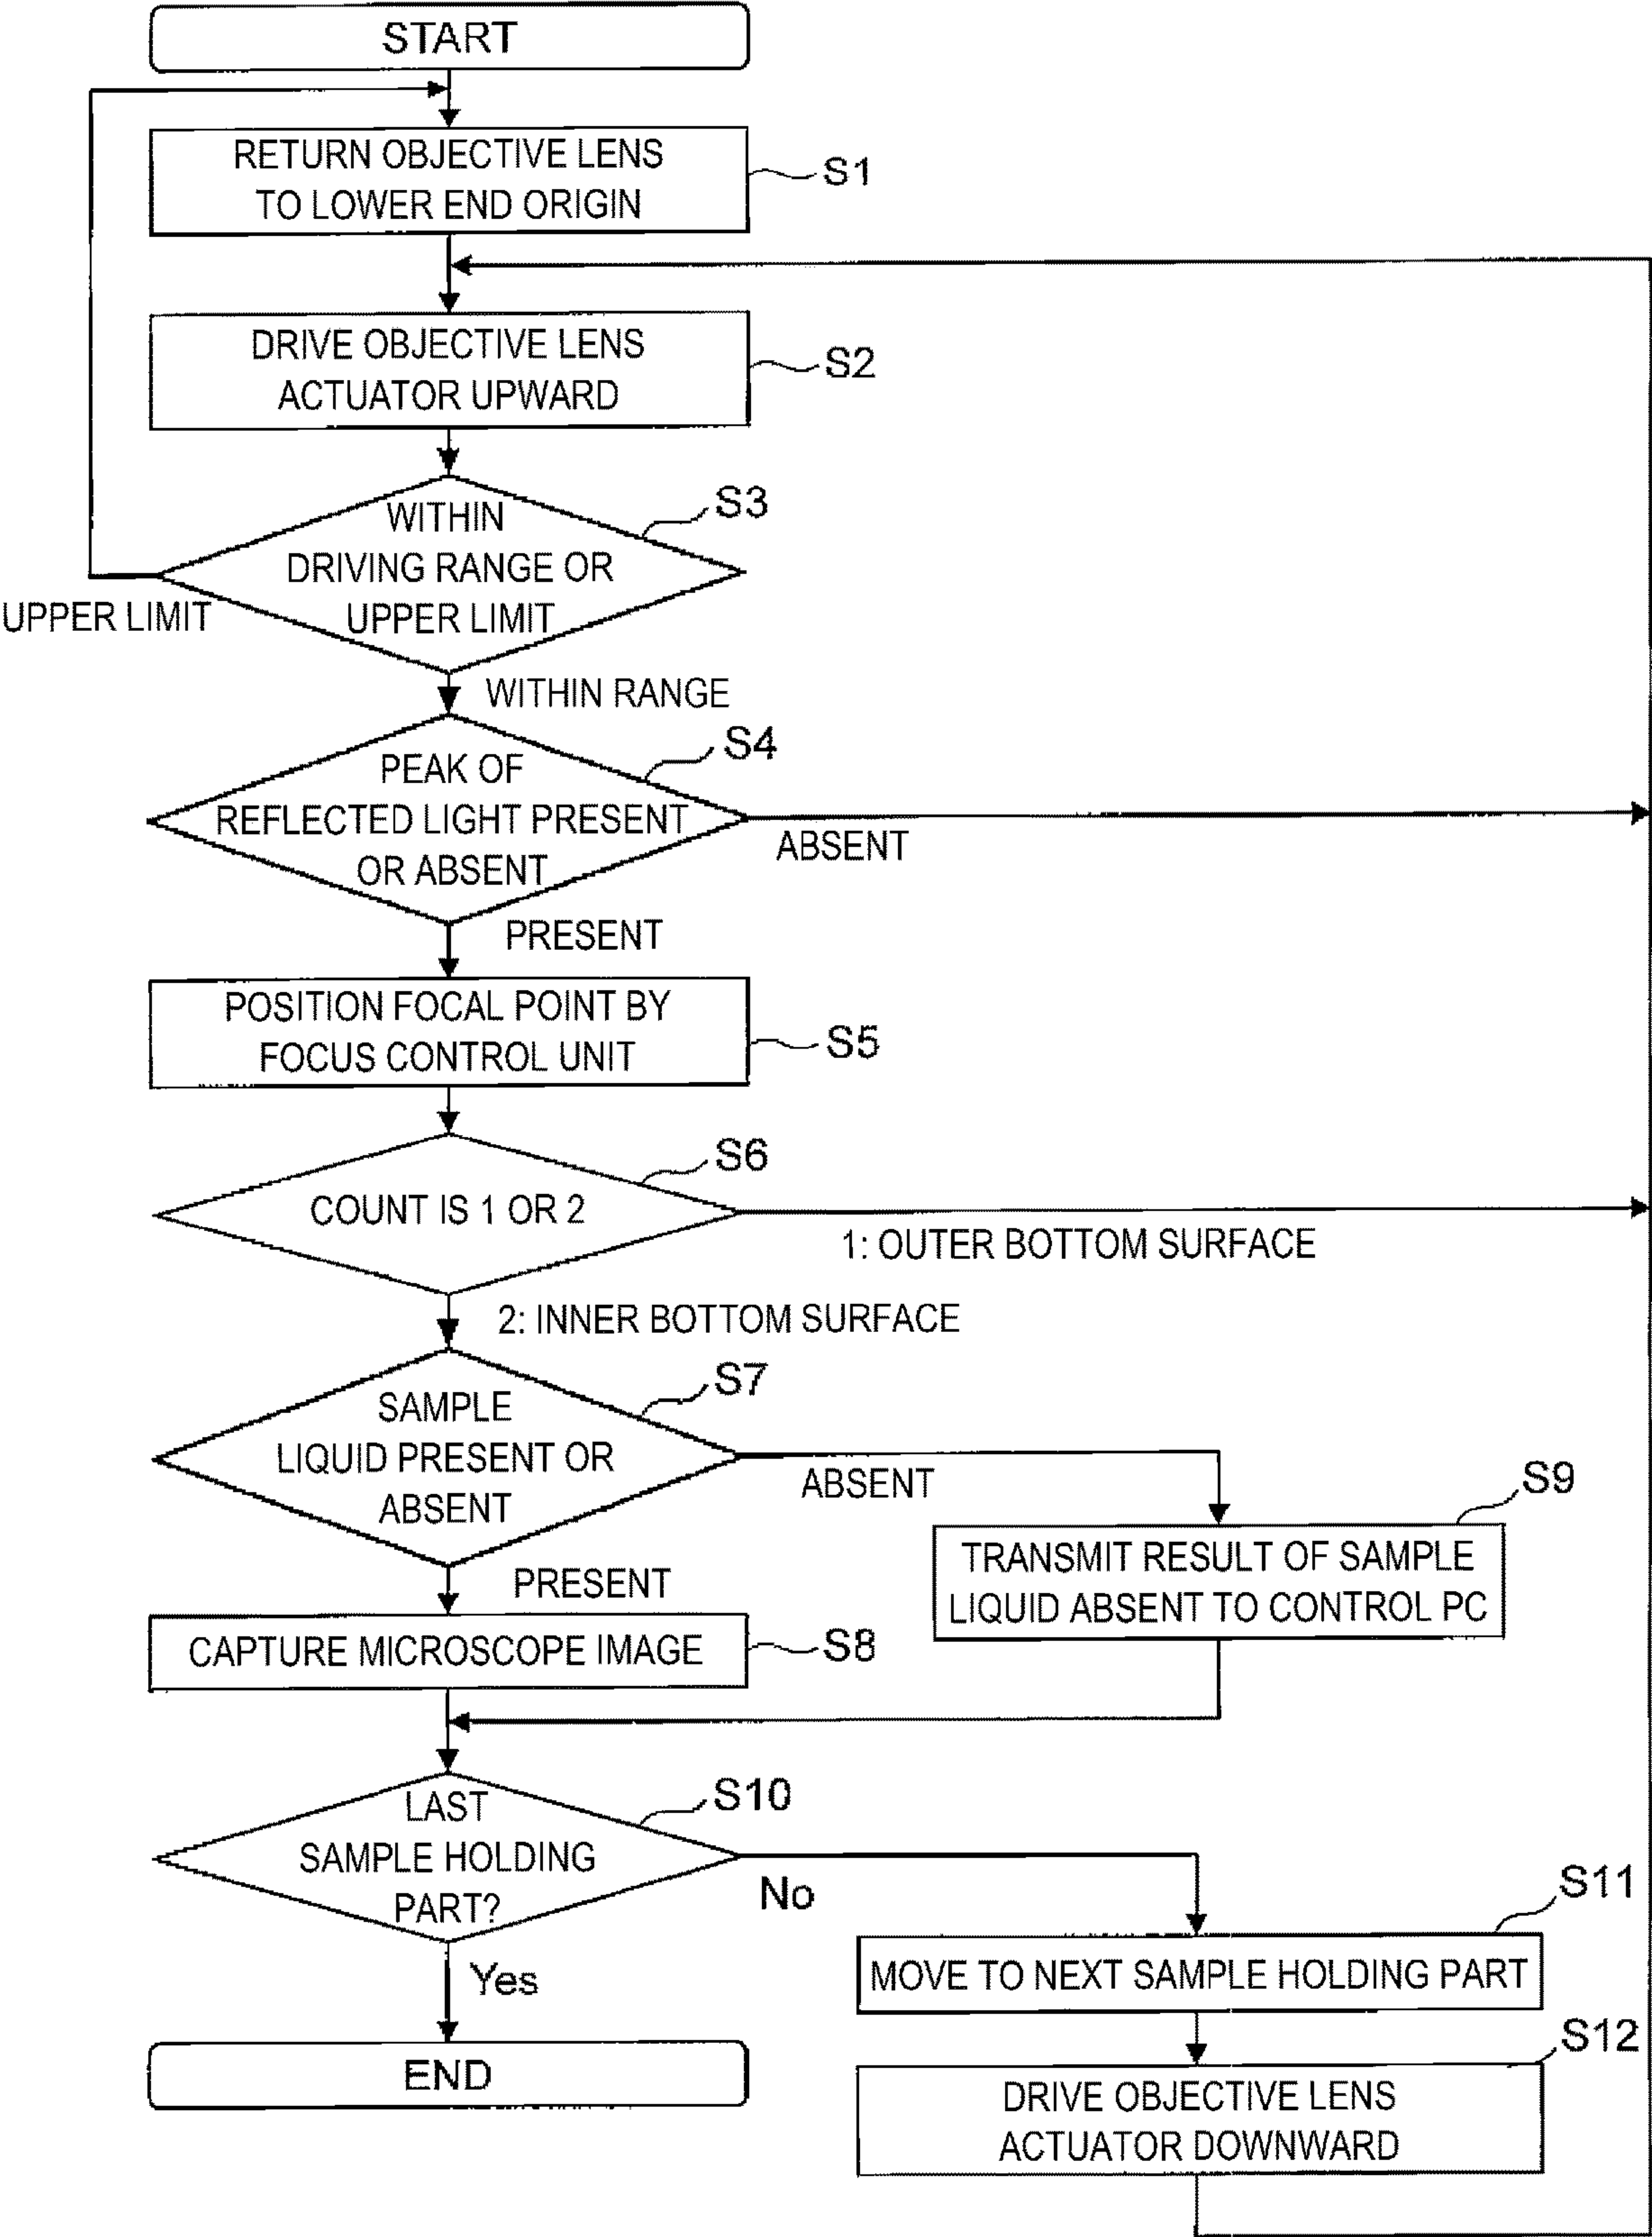 START
RETURN OBJECTIVE LENS
TO LOWER END ORIGIN
S1
DRIVE OBJECTIVE LENS
ACTUATOR UPWARD
S2
WITHIN
DRIVING RANGE OR
UPPER LIMIT
S3
UPPER LIMIT
WITHIN RANGE
PEAK OF
REFLECTED LIGHT PRESENT
OR ABSENT
S4
ABSENT
PRESENT
POSITION FOCAL POINT BY
FOCUS CONTROL UNIT
S5
COUNT IS 1 OR 2
S6
1: OUTER BOTTOM SURFACE
2: INNER BOTTOM SURFACE
SAMPLE
LIQUID PRESENT OR
ABSENT
S7
ABSENT
PRESENT
S9
TRANSMIT RESULT OF SAMPLE
LIQUID ABSENT TO CONTROL PC
CAPTURE MICROSCOPE IMAGE
S8
LAST
SAMPLE HOLDING
PART?
S10
No
Yes
S11
MOVE TO NEXT SAMPLE HOLDING PART
S12
DRIVE OBJECTIVE LENS
ACTUATOR DOWNWARD
END